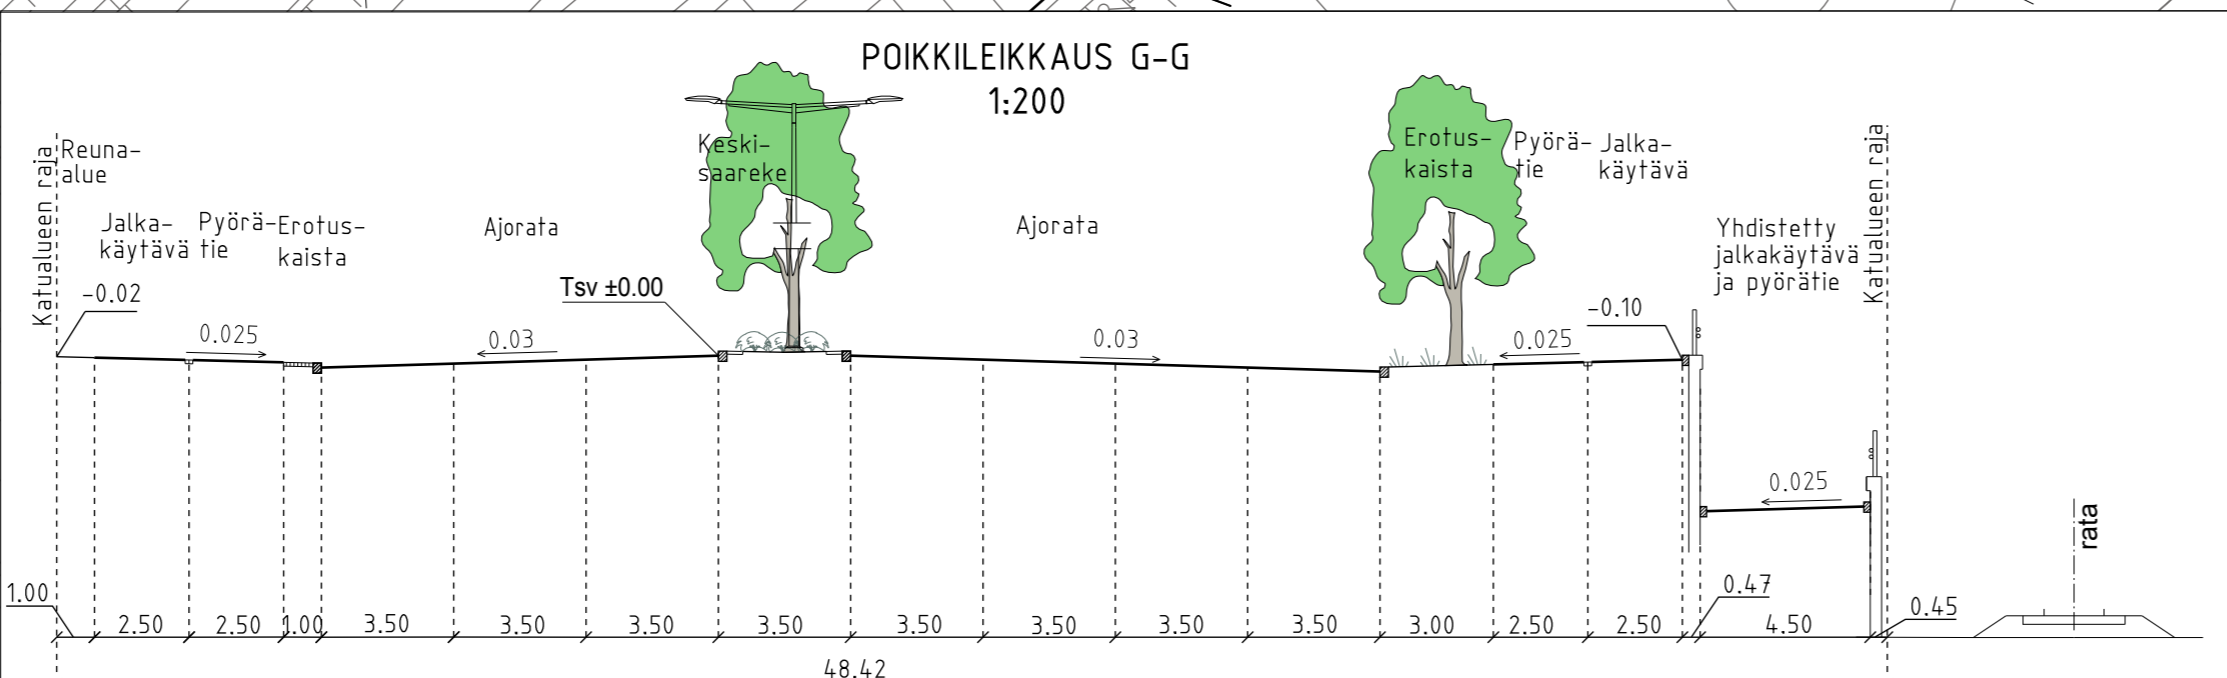 POIKKILEIKKAUS G-G
1:200
Katualueen raja
Reuna-
alue
Jalka-
käytävä
Pyörä-
tie
Erotus-
kaista
Ajorata
Keski-
saareke
Ajorata
Erotus-
kaista
Pyörä-
tie
Jalka-
käytävä
Yhdistetty
jalkakäytävä
ja pyörätie
Katualueen raja
-0.02
0.025
0.03
Tsv ±0.00
0.03
0.025
-0.10
0.025
rata
1.00
2.50
2.50
1.00
3.50
3.50
3.50
3.50
3.50
3.50
3.50
3.50
3.00
2.50
2.50
0.47
4.50
0.45
48.42